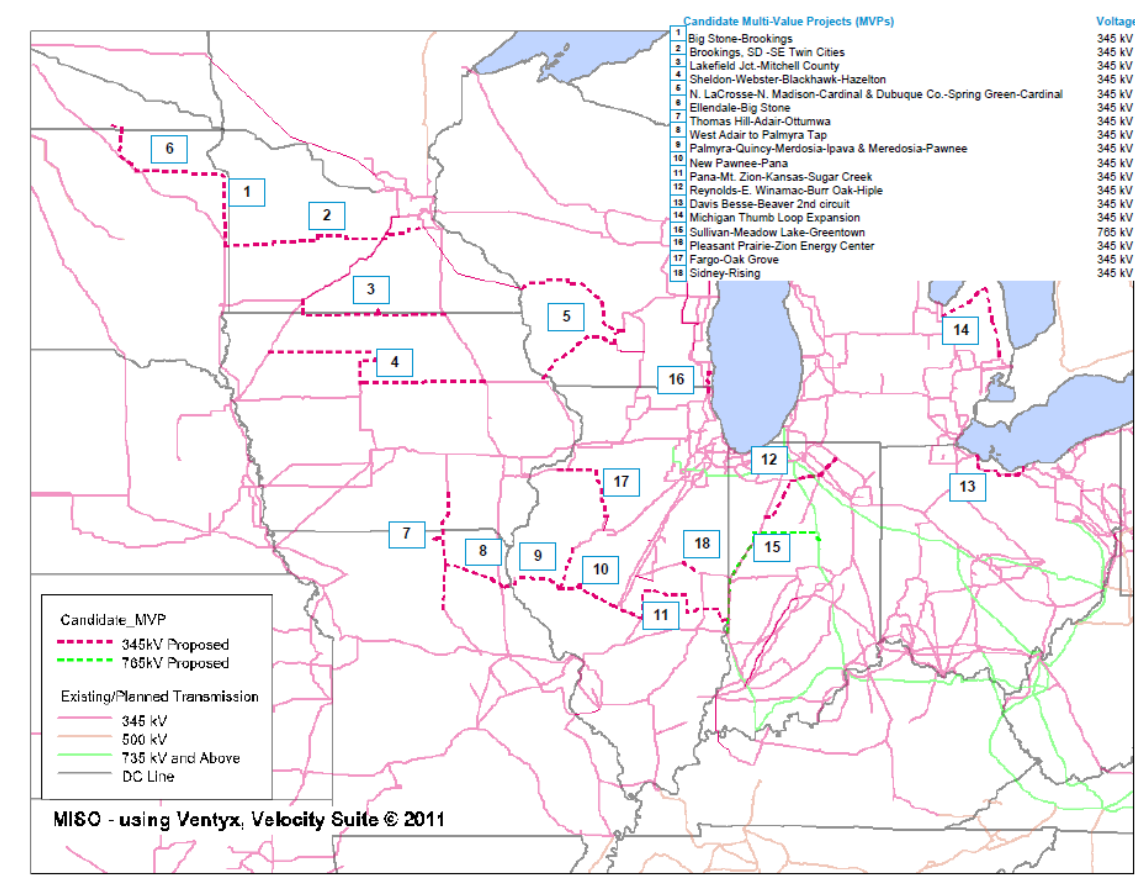 Candidate Multi-Value Projects (MVPs) Voltage
1 Big Stone-Brookings 345 kV
2 Brookings, SD -SE Twin Cities 345 kV
3 Lakefield Jct.-Mitchell County 345 kV
4 Sheldon-Webster-Blackhawk-Hazelton 345 kV
5 N. LaCrosse-N. Madison-Cardinal & Dubuque Co.-Spring Green-Cardinal 345 kV
6 Ellendale-Big Stone 345 kV
7 Thomas Hill-Adair-Ottumwa 345 kV
8 West Adair to Palmyra Tap 345 kV
9 Palmyra-Quincy-Merdosia-Ipava & Meredosia-Pawnee 345 kV
10 New Pawnee-Pana 345 kV
11 Pana-Mt. Zion-Kansas-Sugar Creek 345 kV
12 Reynolds-E. Winamac-Burr Oak-Hiple 345 kV
13 Davis Besse-Beaver 2nd circuit 345 kV
14 Michigan Thumb Loop Expansion 345 kV
15 Sullivan-Meadow Lake-Greentown 765 kV
16 Pleasant Prairie-Zion Energy Center 345 kV
17 Fargo-Oak Grove 345 kV
18 Sidney-Rising 345 kV
6
1
2
3
5
14
4
16
12
17
13
7
8
9
18
15
10
11
Candidate_MVP
345kV Proposed
765kV Proposed
Existing/Planned Transmission
345 kV
500 kV
735 kV and Above
DC Line
MISO - using Ventyx, Velocity Suite © 2011